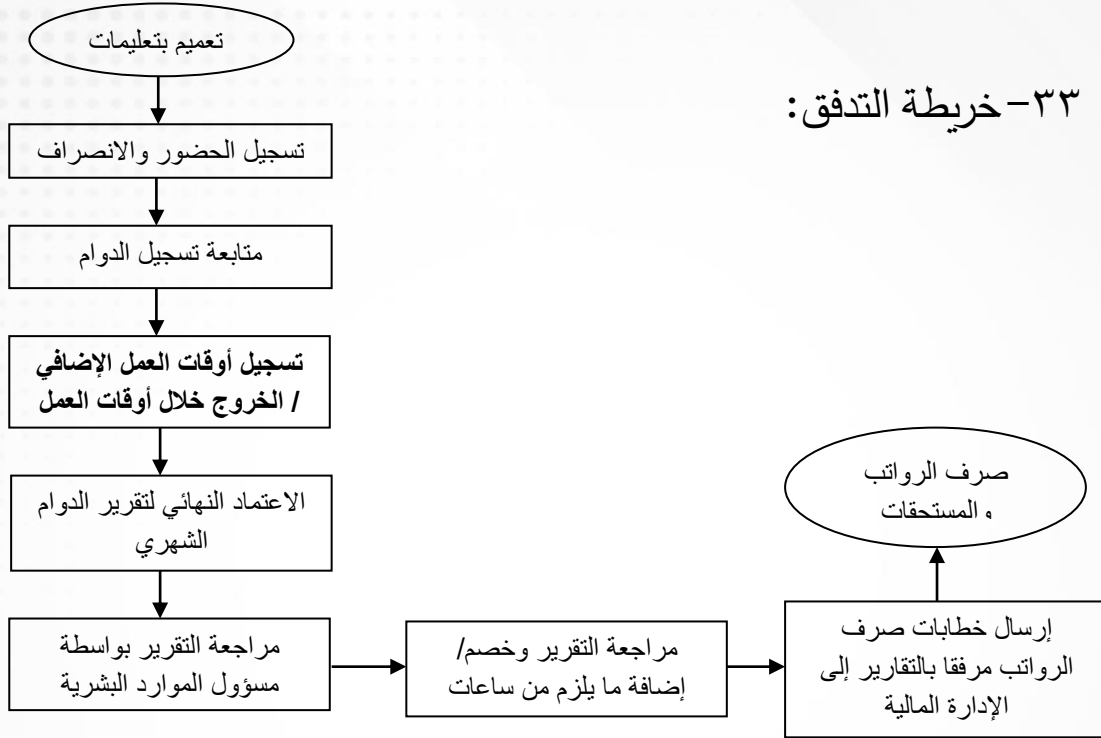 ٣٣- خريطة التدفق:
تعميم بتعليمات
تسجيل الحضور والانصراف
متابعة تسجيل الدوام
تسجيل أوقات العمل الإضافي
/ الخروج خلال أوقات العمل
الاعتماد النهائي لتقرير الدوام
الشهري
مراجعة التقرير بواسطة
مسؤول الموارد البشرية
مراجعة التقرير وخصم/
إضافة ما يلزم من ساعات
إرسال خطابات صرف
الرواتب مرفقا بالتقارير إلى
الإدارة المالية
صرف الرواتب
والمستحقات